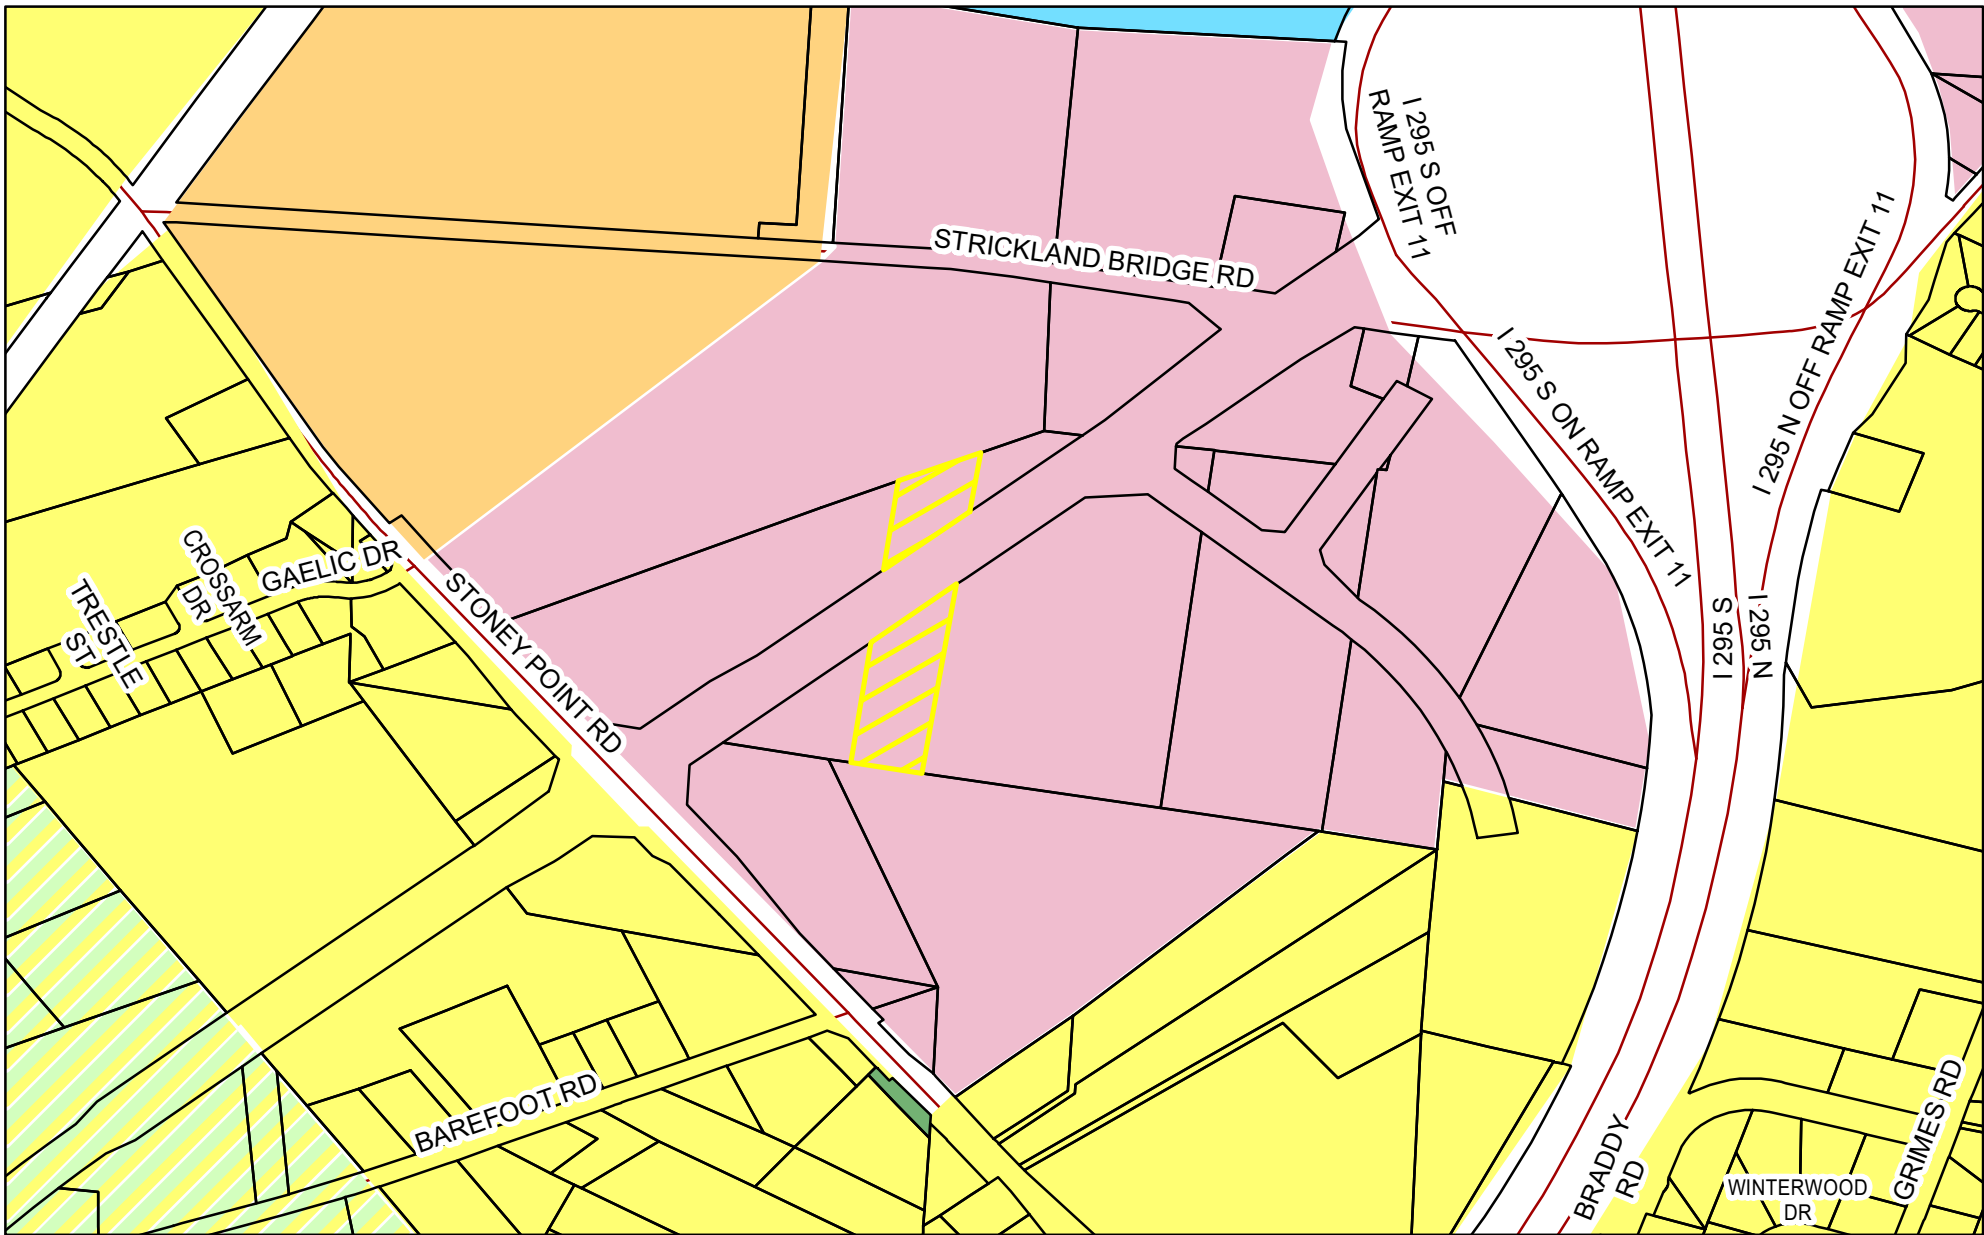 I 295 S OFF
RAMP EXIT 11
STRICKLAND BRIDGE RD
I 295 N OFF RAMP EXIT 11
I 295 S ON RAMP EXIT 11
CROSSARM
DR
GAELIC DR
TRESTLE
ST
STONEY POINT RD
I 295 S
I 295 N
BAREFOOT RD
BRADDY
RD
GRIMES RD
WINTERWOOD
DR